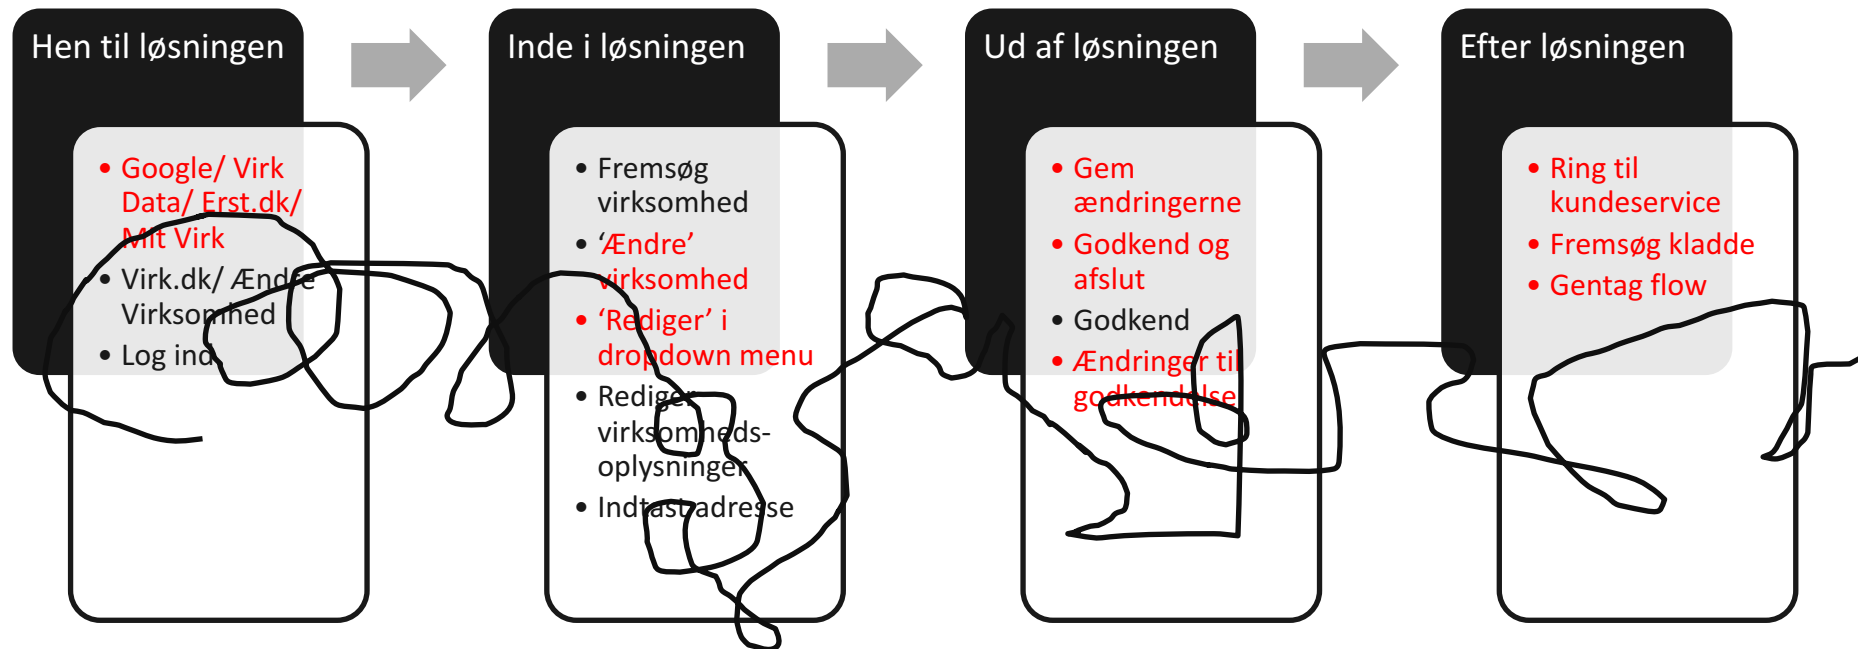 Hen til løsningen
• Google/ Virk
Data/ Erst.dk/
Mit Virk
• Virk.dk/ Ændre
Virksomhed
• Log ind
Inde i løsningen
• Fremsøg
virksomhed
• ‘Ændre’
virksomhed
• ‘Rediger’ i
dropdown menu
• Rediger
virksomheds-
oplysninger
• Indtast adresse
Ud af løsningen
• Gem
ændringerne
• Godkend og
afslut
• Godkend
• Ændringer til
godkendelse
Efter løsningen
• Ring til
kundeservice
• Fremsøg kladde
• Gentag flow